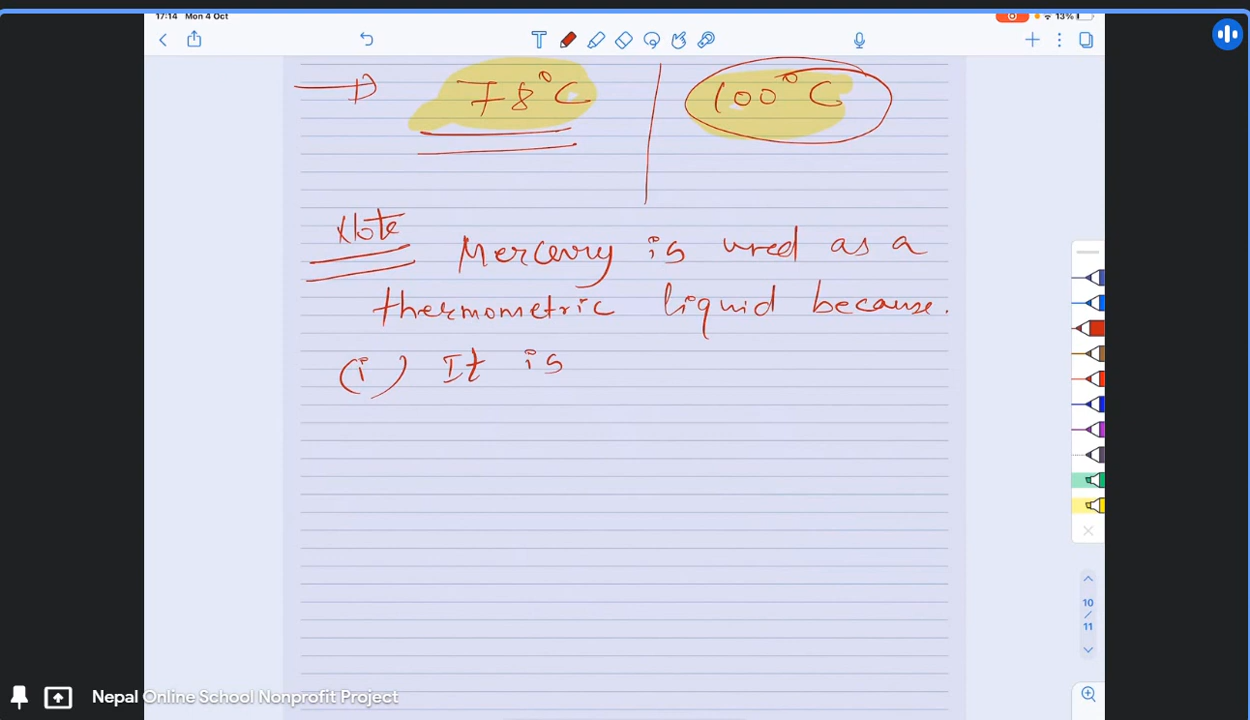 17:14 Mon 4 Oct
13%
T
78°C 100°C
Note
Mercury is used as a
thermometric liquid because.
(i) It is
10
/
11
Nepal Online School Nonprofit Project